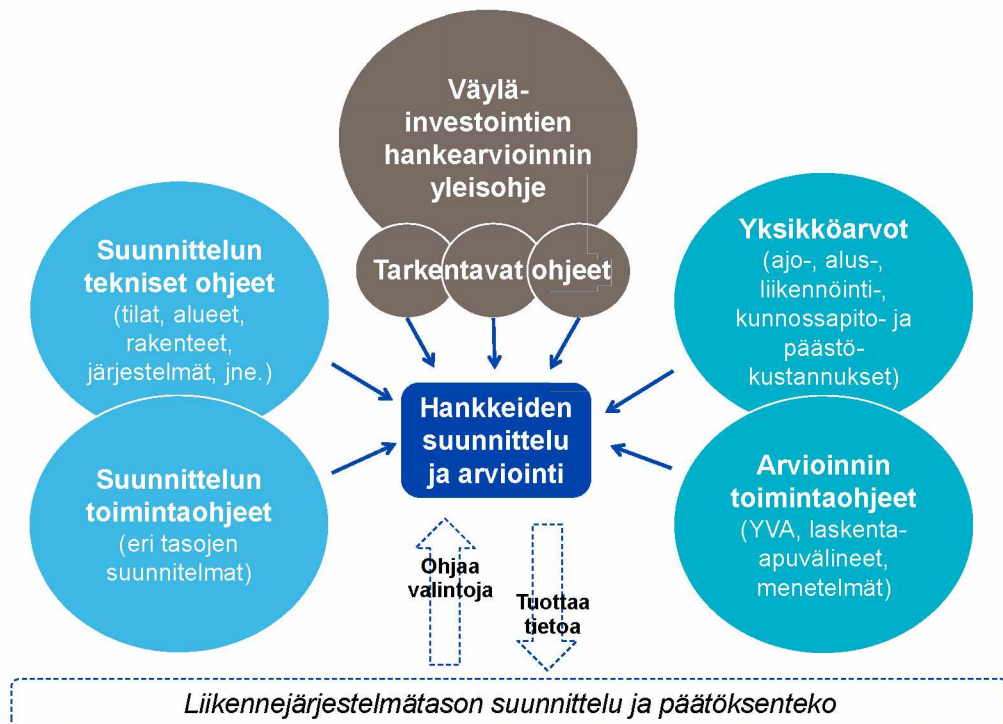 Väylä-
investointien
hankearvioinnin
yleisohje
Tarkentavat ohjeet
Suunnittelun
tekniset ohjeet
(tilat, alueet,
rakenteet,
järjestelmät, jne.)
Suunnittelun
toimintaohjeet
(eri tasojen
suunnitelmat)
Hankkeiden
suunnittelu
ja arviointi
Yksikköarvot
(ajo-, alus-,
liikennöinti-,
kunnossapito- ja
päästö-
kustannukset)
Arvioinnin
toimintaohjeet
(YVA, laskenta-
apuvälineet,
menetelmät)
Ohjaa
valintoja
Tuottaa
tietoa
Liikennejärjestelmätason suunnittelu ja päätöksenteko